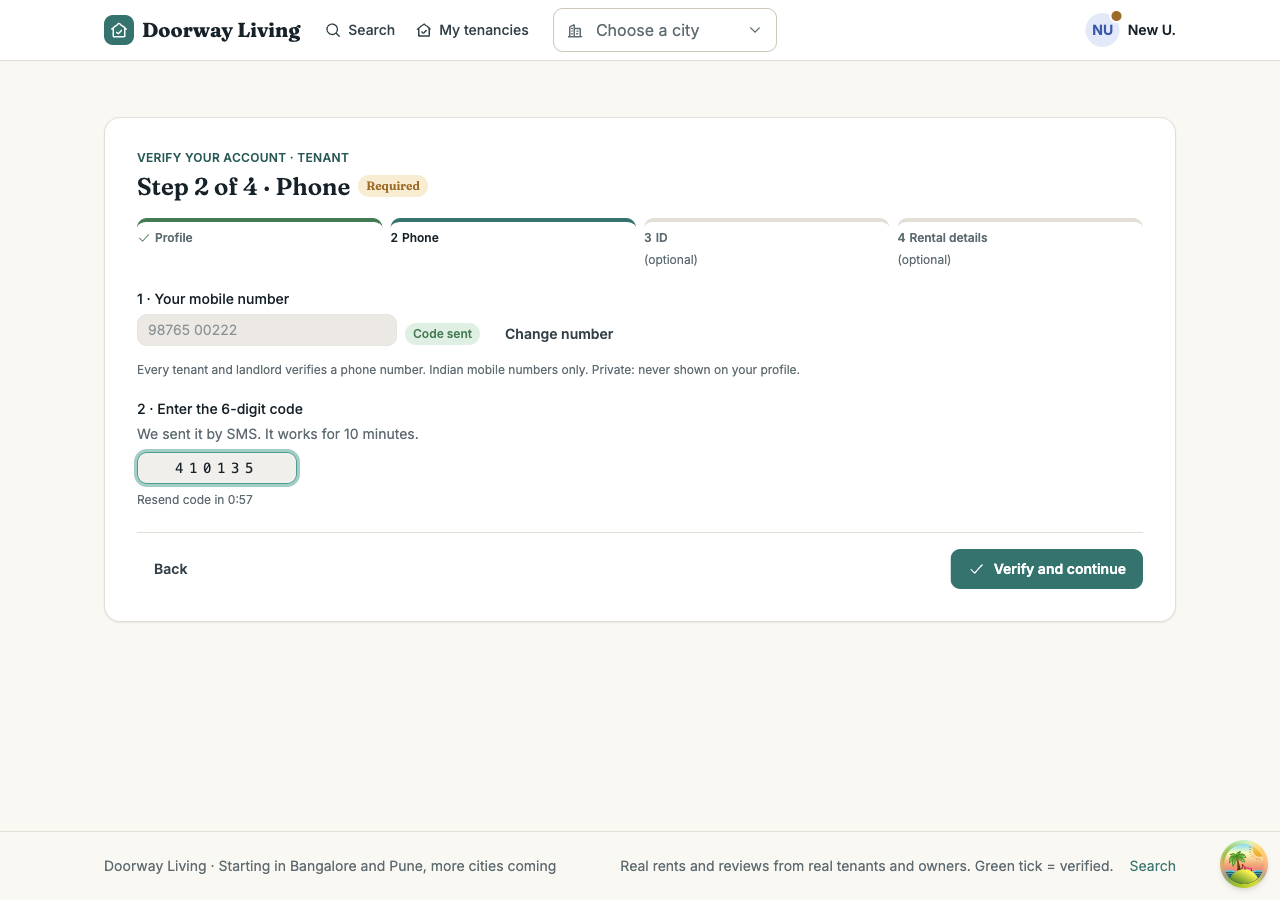 Doorway Living
Search
My tenancies
Choose a city
NU
New U.
VERIFY YOUR ACCOUNT · TENANT
Step 2 of 4 · Phone
Required
Profile
2 Phone
3 ID
(optional)
4 Rental details
(optional)
1 · Your mobile number
98765 00222
Code sent
Change number
Every tenant and landlord verifies a phone number. Indian mobile numbers only. Private: never shown on your profile.
2 · Enter the 6-digit code
We sent it by SMS. It works for 10 minutes.
410135
Resend code in 0:57
Back
Verify and continue
Doorway Living · Starting in Bangalore and Pune, more cities coming
Real rents and reviews from real tenants and owners. Green tick = verified.
Search